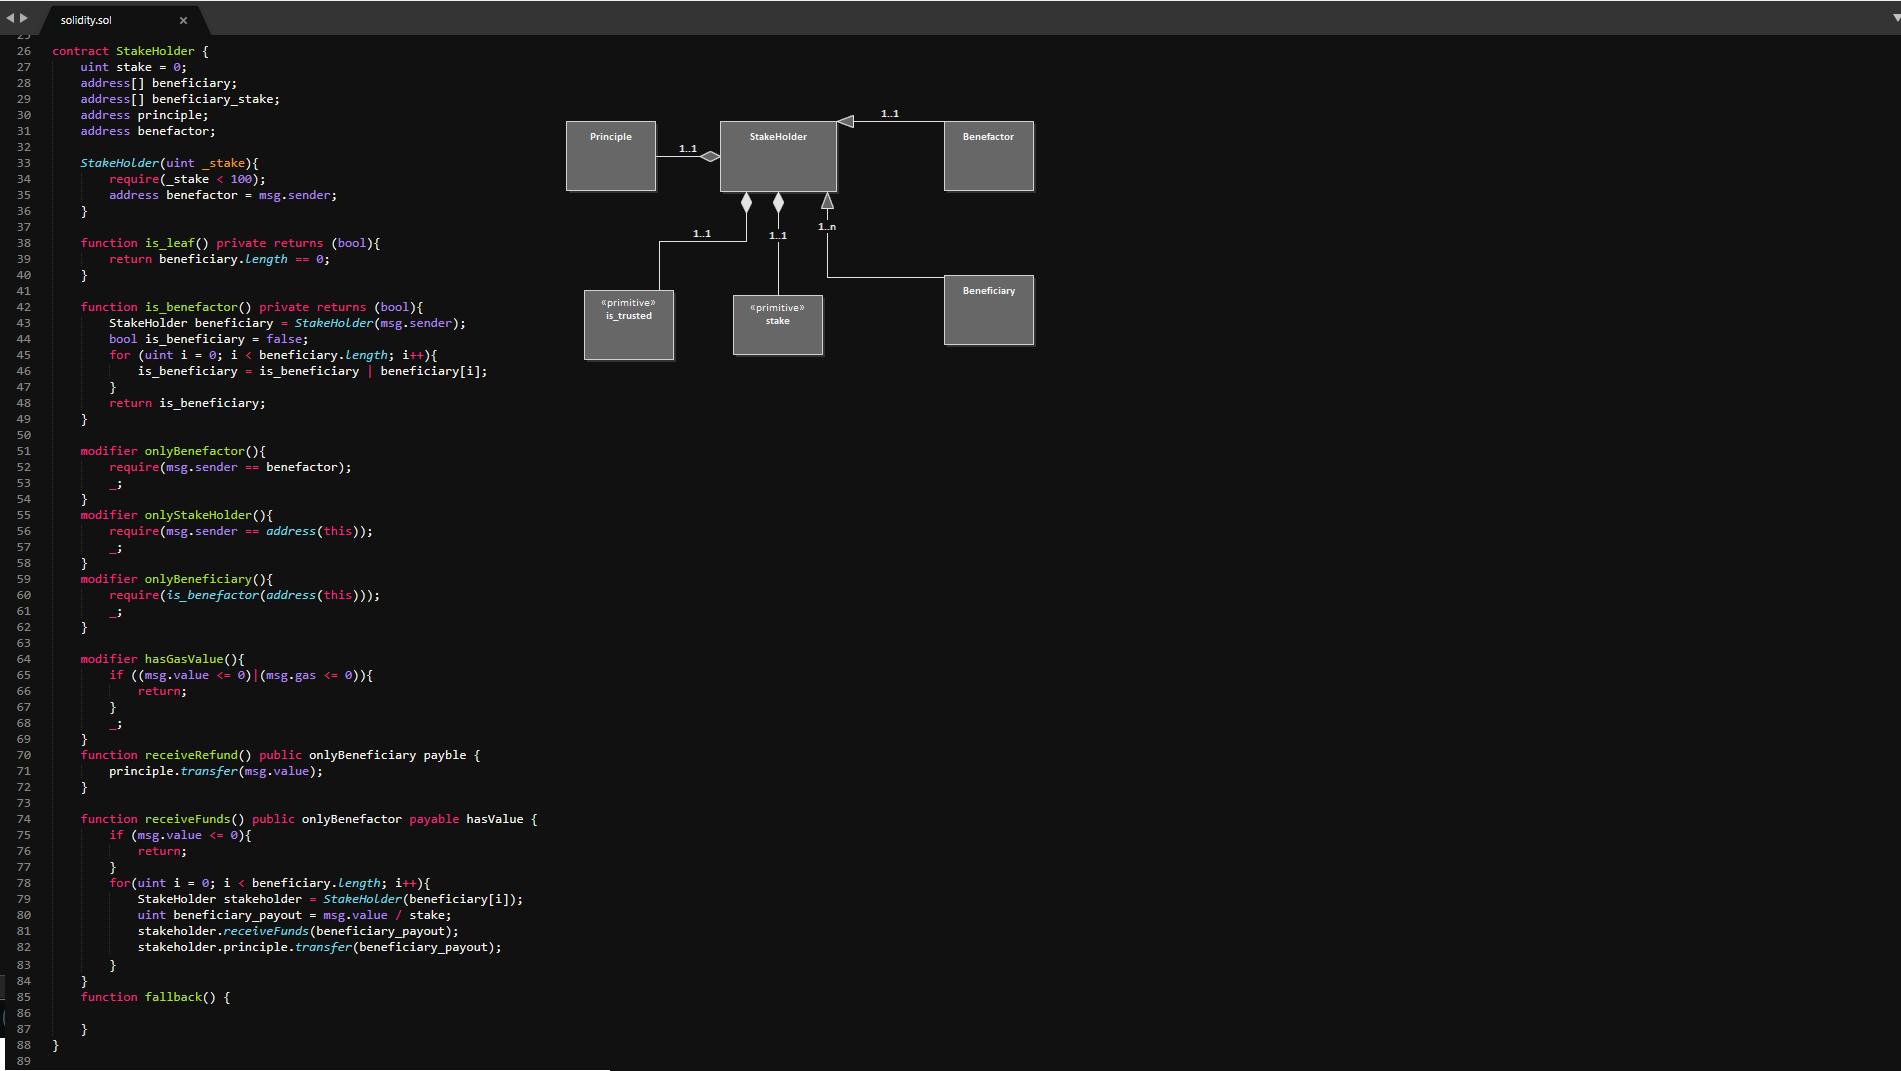 solidity.sol ×
25
26 contract StakeHolder {
27 uint stake = 0;
28 address[] beneficiary;
29 address[] beneficiary_stake;
30 address principle;
31 address benefactor;
32
33 StakeHolder(uint _stake){
34 require(_stake < 100);
35 address benefactor = msg.sender;
36 }
37
38 function is_leaf() private returns (bool){
39 return beneficiary.length == 0;
40 }
41
42 function is_benefactor() private returns (bool){
43 StakeHolder beneficiary = StakeHolder(msg.sender);
44 bool is_beneficiary = false;
45 for (uint i = 0; i < beneficiary.length; i++){
46 is_beneficiary = is_beneficiary | beneficiary[i];
47 }
48 return is_beneficiary;
49 }
50
51 modifier onlyBenefactor(){
52 require(msg.sender == benefactor);
53 _;
54 }
55 modifier onlyStakeHolder(){
56 require(msg.sender == address(this));
57 _;
58 }
59 modifier onlyBeneficiary(){
60 require(is_benefactor(address(this)));
61 _;
62 }
63
64 modifier hasGasValue(){
65 if ((msg.value <= 0)|(msg.gas <= 0)){
66 return;
67 }
68 _;
69 }
70 function receiveRefund() public onlyBeneficiary payble {
71 principle.transfer(msg.value);
72 }
73
74 function receiveFunds() public onlyBenefactor payable hasValue {
75 if (msg.value <= 0){
76 return;
77 }
78 for(uint i = 0; i < beneficiary.length; i++){
79 StakeHolder stakeholder = StakeHolder(beneficiary[i]);
80 uint beneficiary_payout = msg.value / stake;
81 stakeholder.receiveFunds(beneficiary_payout);
82 stakeholder.principle.transfer(beneficiary_payout);
83 }
84 }
85 function fallback() {
86
87 }
88 }
89
1..1
Principle
StakeHolder
Benefactor
1..1
1..n
1..1
1..1
Beneficiary
«primitive»
is_trusted
«primitive»
stake